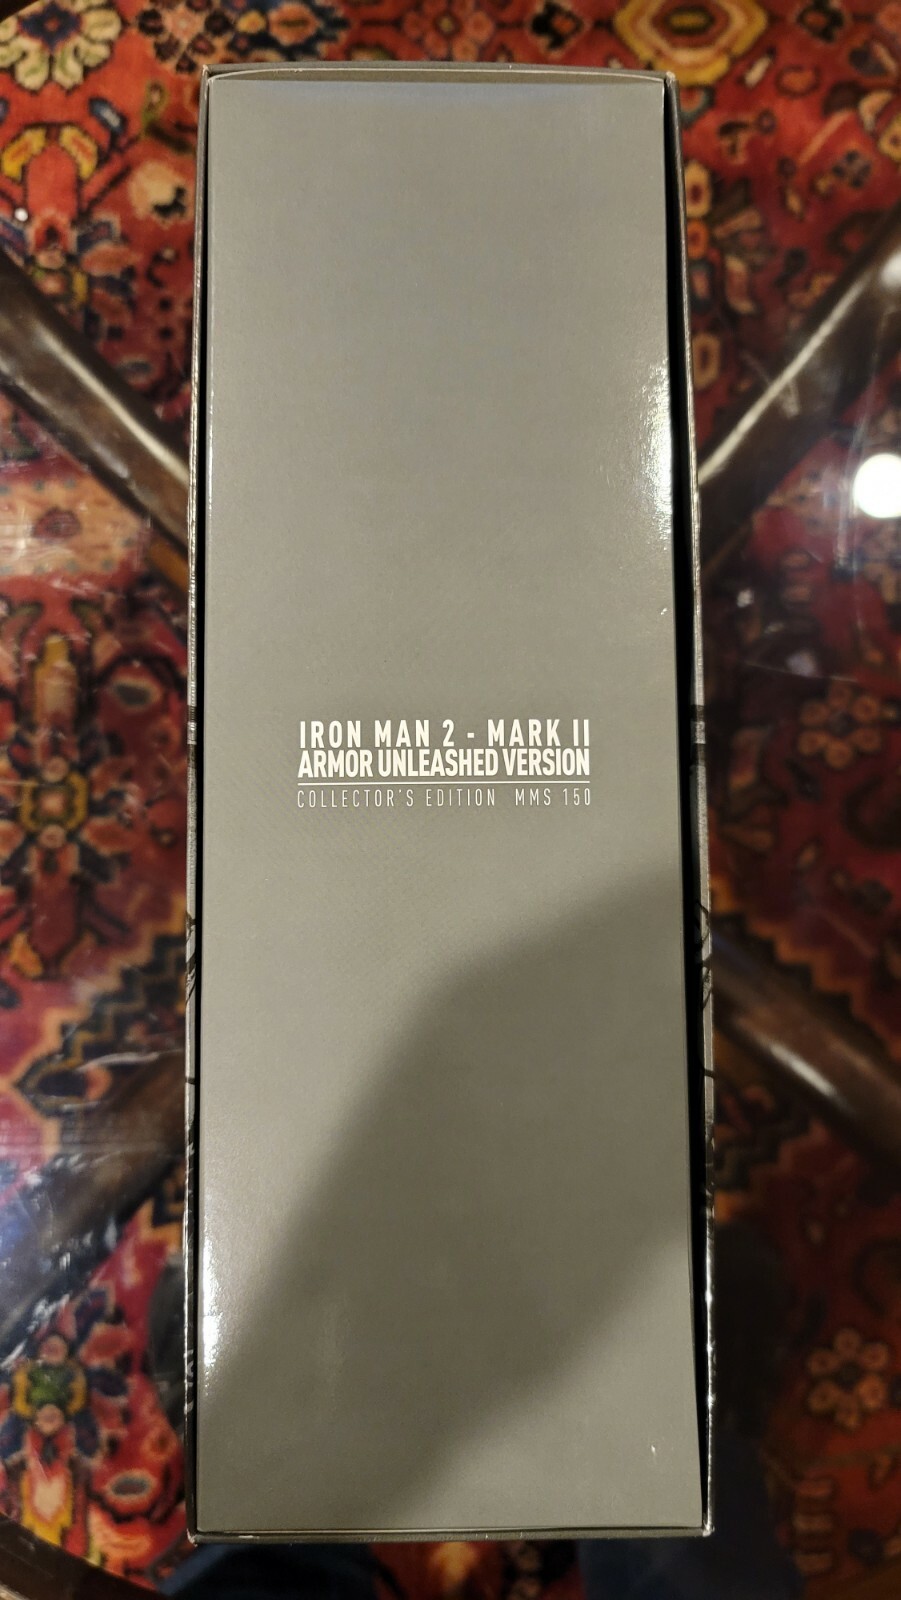 IRON MAN 2 - MARK II
ARMOR UNLEASHED VERSION
COLLECTOR'S EDITION MMS 150